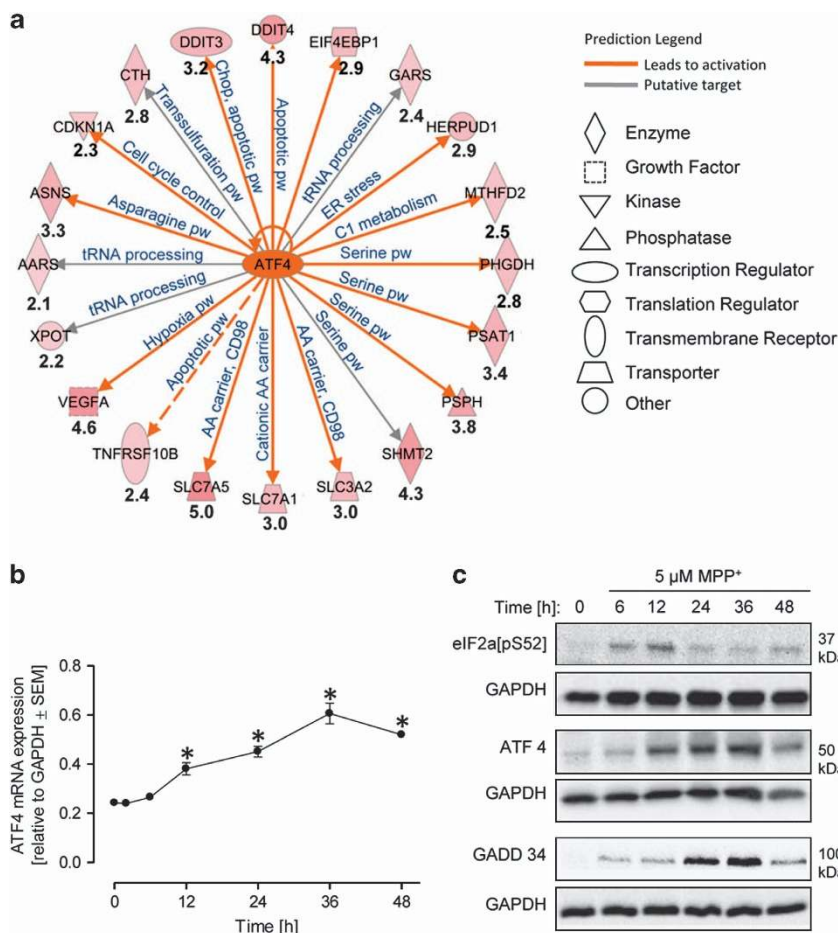 a
DDIT4
4.3
DDIT3
3.2
EIF4EBP1
2.9
CTH
2.8
GARS
2.4
CDKN1A
2.3
HERPUD1
2.9
ASNS
3.3
MTHFD2
2.5
AARS
2.1
PHGDH
2.8
XPOT
2.2
PSAT1
3.4
VEGFA
4.6
PSPH
3.8
TNFRSF10B
2.4
SHMT2
4.3
SLC7A5
5.0
SLC7A1
3.0
SLC3A2
3.0
ATF4
Transsulfuration pw
Chop, apoptotic pw
Apoptotic pw
tRNA processing
ER stress
C1 metabolism
Serine pw
Serine pw
Serine pw
Serine pw
AA carrier, CD98
Cationic AA carrier
AA carrier, CD98
Apoptotic pw
Hypoxia pw
tRNA processing
tRNA processing
Asparagine pw
Cell cycle control
Prediction Legend
Leads to activation
Putative target
Enzyme
Growth Factor
Kinase
Phosphatase
Transcription Regulator
Translation Regulator
Transmembrane Receptor
Transporter
Other
b
ATF4 mRNA expression
[relative to GAPDH ± SEM]
0.8
0.6
0.4
0.2
0.0
* * * *
0 12 24 36 48
Time [h]
c
5 µM MPP⁺
Time [h]: 0 6 12 24 36 48
eIF2a[pS52] 37
kDa
GAPDH
ATF 4 50
kDa
GAPDH
GADD 34 100
kDa
GAPDH